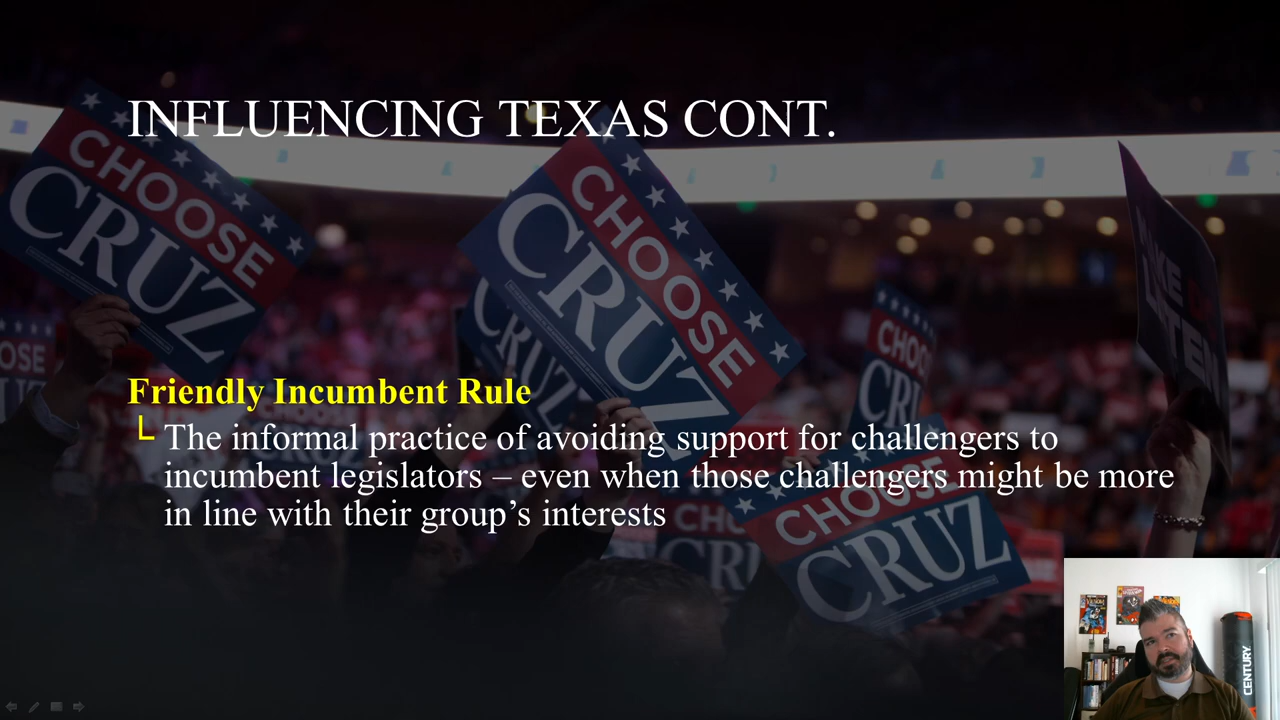 INFLUENCING TEXAS CONT.
CHOOSE
CRUZ
CHOOSE
CRUZ
CRUZ
OSE
CHOO
Friendly Incumbent Rule
The informal practice of avoiding support for challengers to
incumbent legislators – even when those challengers might be more
in line with their group's interests
CHOOSE
CRUZ
CENTURY